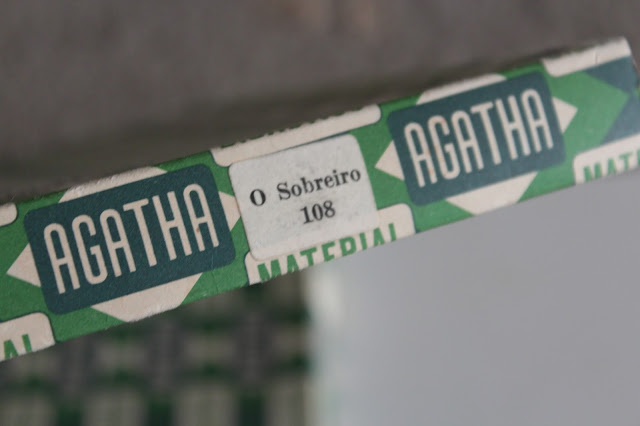 AGATHA
O Sobreiro
108
MATERIAL
AGATHA